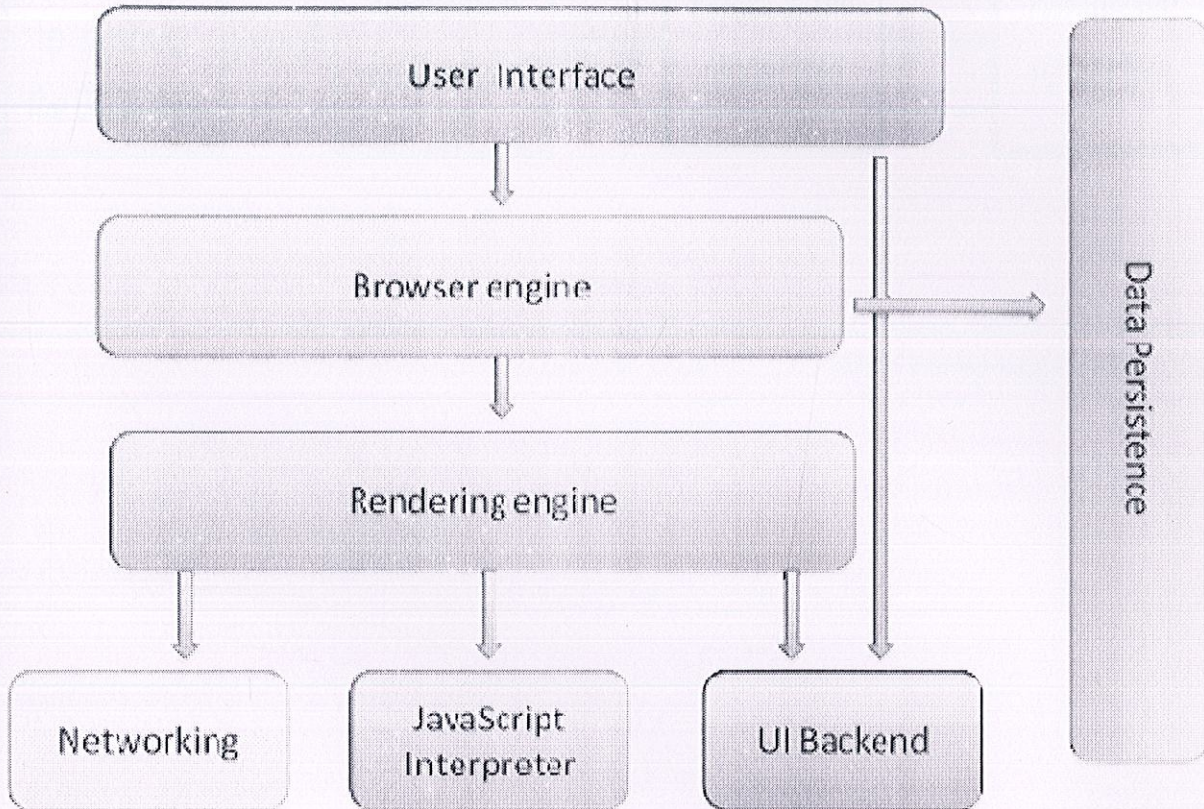 User Interface
Browser engine
Data Persistence
Rendering engine
Networking
JavaScript
Interpreter
UI Backend